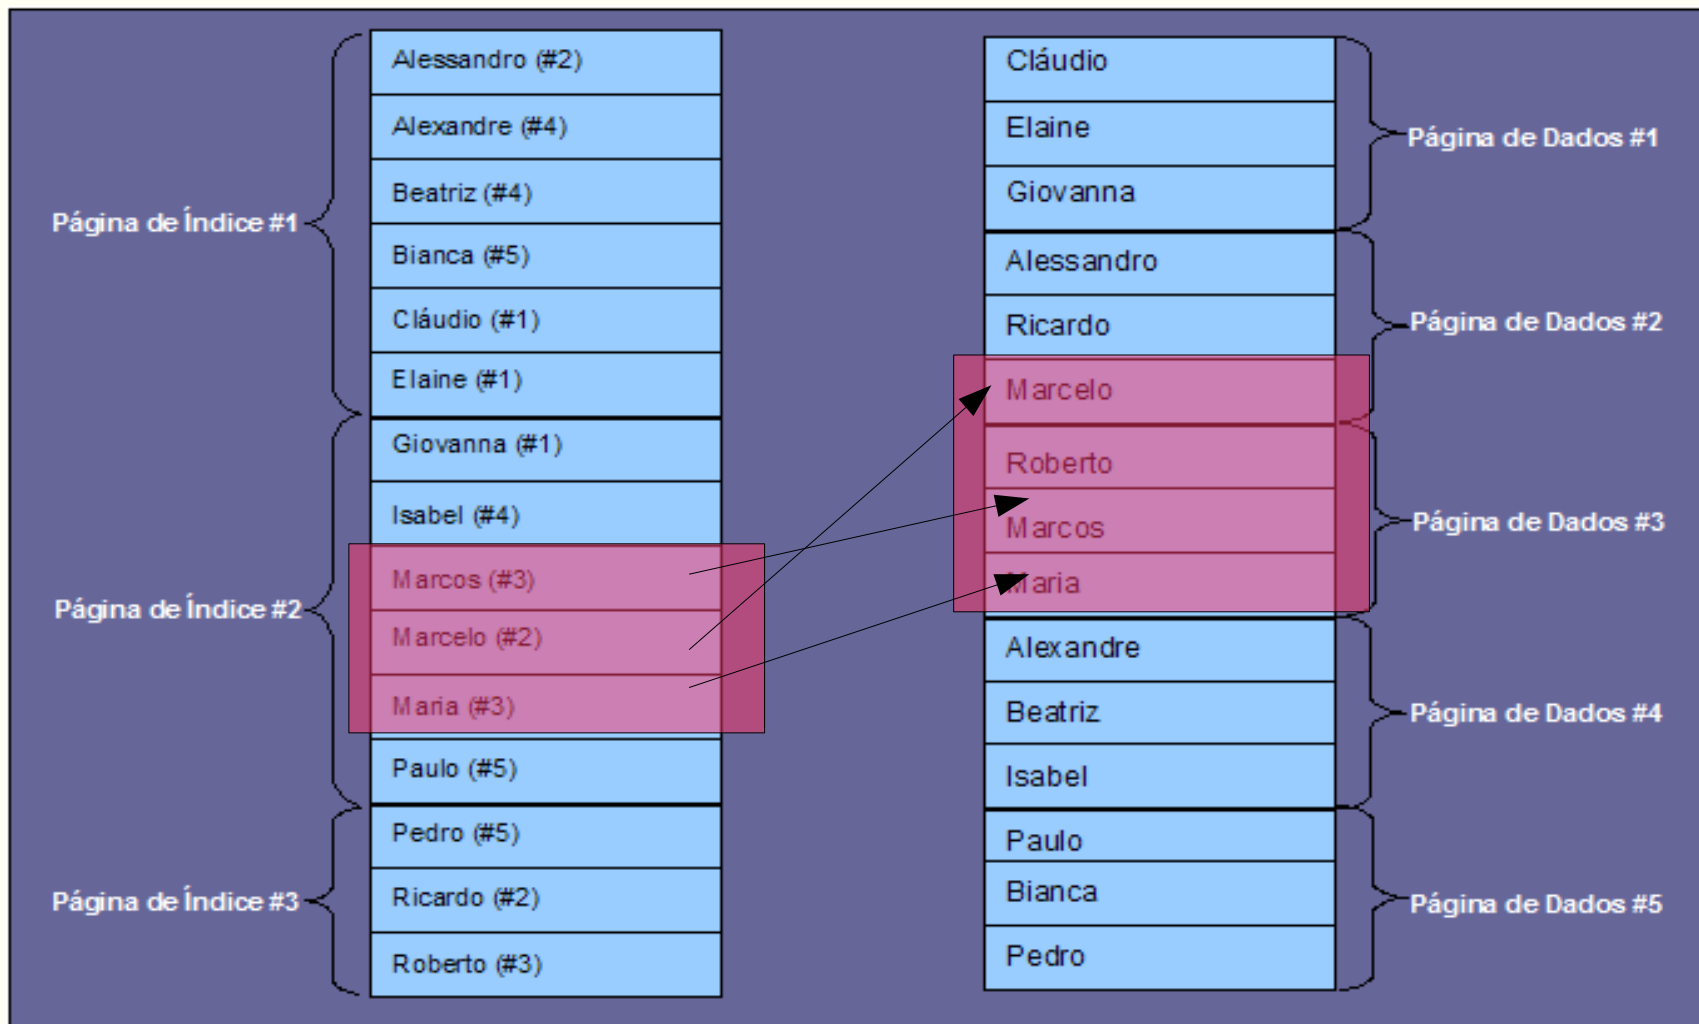 Página de Índice #1
Alessandro (#2)
Alexandre (#4)
Beatriz (#4)
Bianca (#5)
Cláudio (#1)
Elaine (#1)
Página de Índice #2
Giovanna (#1)
Isabel (#4)
Marcos (#3)
Marcelo (#2)
Maria (#3)
Paulo (#5)
Página de Índice #3
Pedro (#5)
Ricardo (#2)
Roberto (#3)
Cláudio
Elaine
Giovanna
Página de Dados #1
Alessandro
Ricardo
Marcelo
Página de Dados #2
Roberto
Marcos
Maria
Página de Dados #3
Alexandre
Beatriz
Isabel
Página de Dados #4
Paulo
Bianca
Pedro
Página de Dados #5